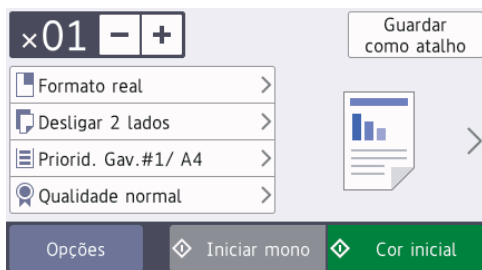 ×01 - +
Guardar
como atalho
Formato real
Desligar 2 lados
Priorid. Gav.#1/ A4
Qualidade normal
Opções
Iniciar mono
Cor inicial